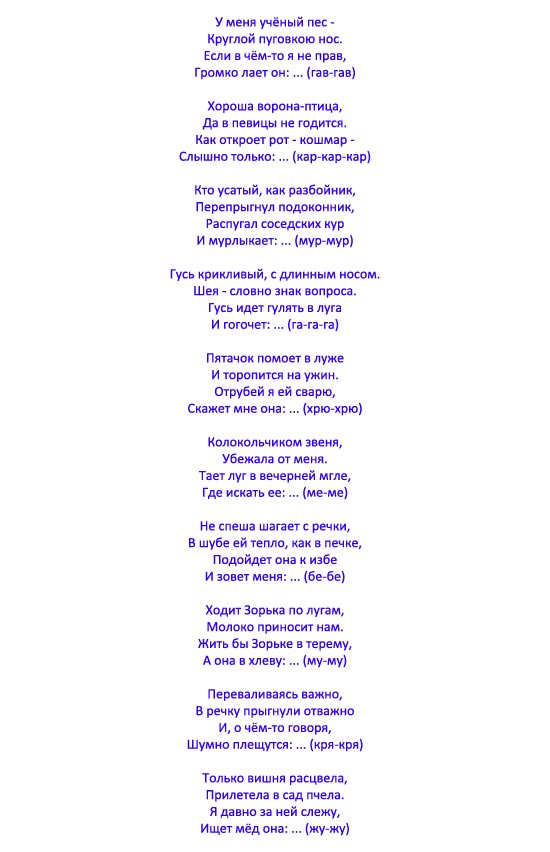 У меня учёный пес -
Круглой пуговкою нос.
Если в чём-то я не прав,
Громко лает он: ... (гав-гав)
Хороша ворона-птица,
Да в певицы не годится.
Как откроет рот - кошмар -
Слышно только: ... (кар-кар-кар)
Кто усатый, как разбойник,
Перепрыгнул подоконник,
Распугал соседских кур
И мурлыкает: ... (мур-мур)
Гусь крикливый, с длинным носом.
Шея - словно знак вопроса.
Гусь идет гулять в луга
И гогочет: ... (га-га-га)
Пятачок помоет в луже
И торопится на ужин.
Отрубей я ей сварю,
Скажет мне она: ... (хрю-хрю)
Колокольчиком звеня,
Убежала от меня.
Тает луг в вечерней мгле,
Где искать ее: ... (ме-ме)
Не спеша шагает с речки,
В шубе ей тепло, как в печке,
Подойдет она к избе
И зовет меня: ... (бе-бе)
Ходит Зорька по лугам,
Молоко приносит нам.
Жить бы Зорьке в терему,
А она в хлеву: ... (му-му)
Переваливаясь важно,
В речку прыгнули отважно
И, о чём-то говоря,
Шумно плещутся: ... (кря-кря)
Только вишня расцвела,
Прилетела в сад пчела.
Я давно за ней слежу,
Ищет мёд она: ... (жу-жу)